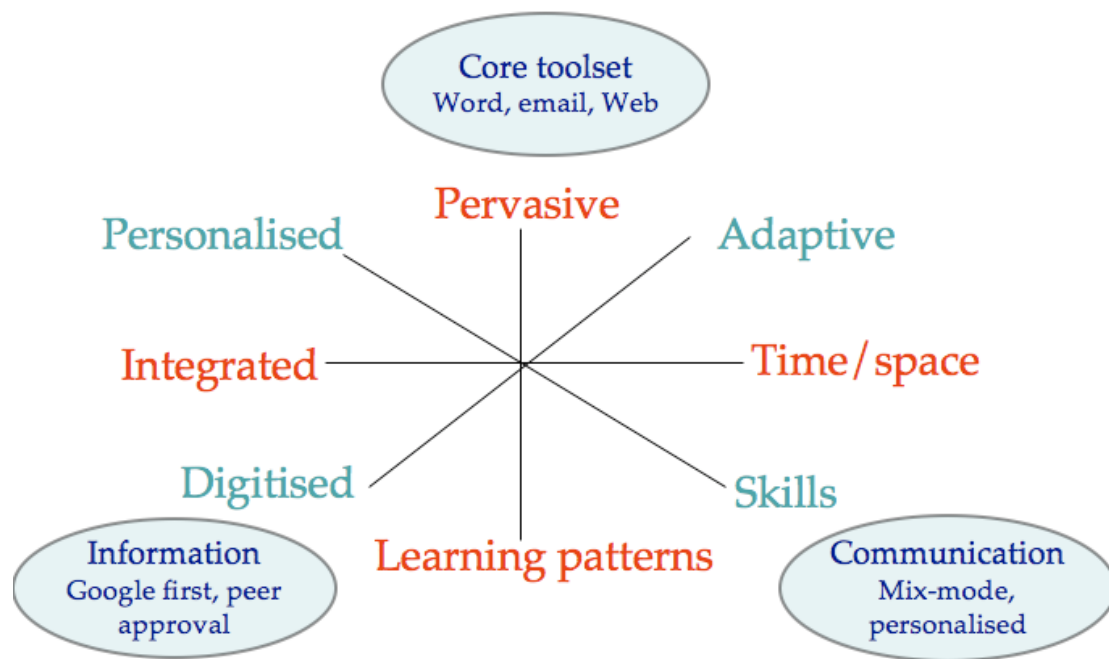 Core toolset
Word, email, Web
Pervasive
Personalised
Adaptive
Integrated
Time/space
Digitised
Skills
Learning patterns
Information
Google first, peer
approval
Communication
Mix-mode,
personalised